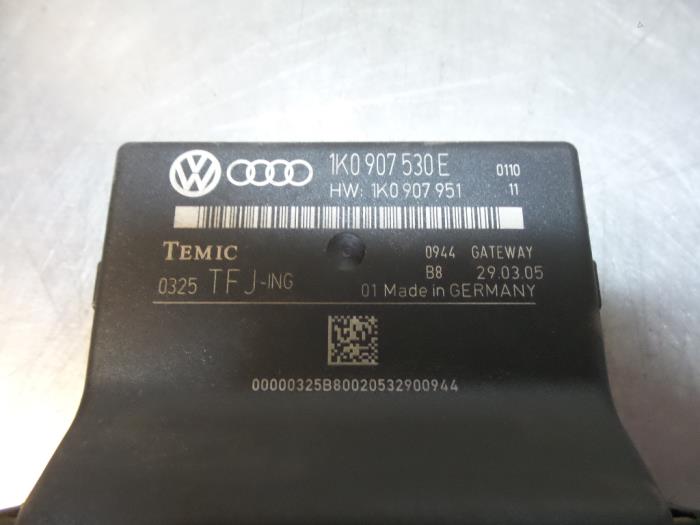 1K0 907 530 E 0110
HW: 1K0 907 951 11
TEMIC 0944 GATEWAY
B8 29.03.05
0325 TFJ-ING 01 Made in GERMANY
00000325B80020532900944